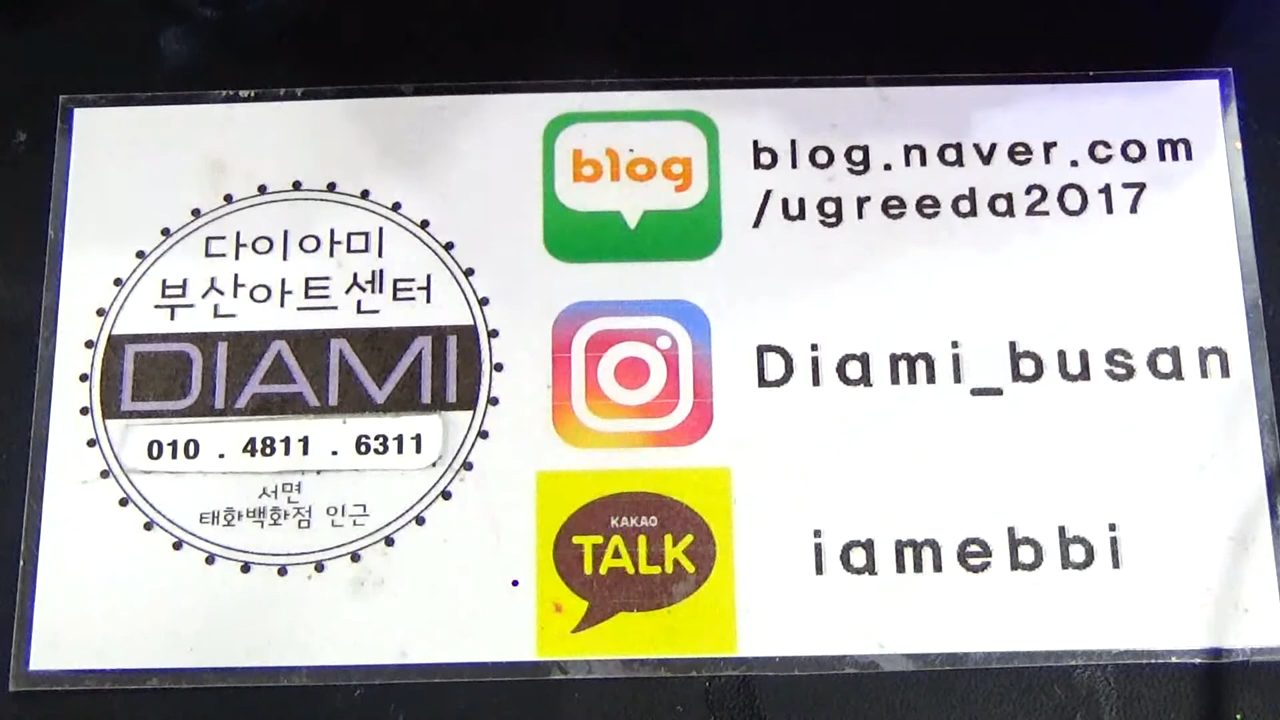 다이아미
부산아트센터
DIAMI
010 . 4811 . 6311
서면
태화백화점 인근
blog
blog.naver.com
/ugreeda2017
Diami_busan
KAKAO
TALK
iamebbi